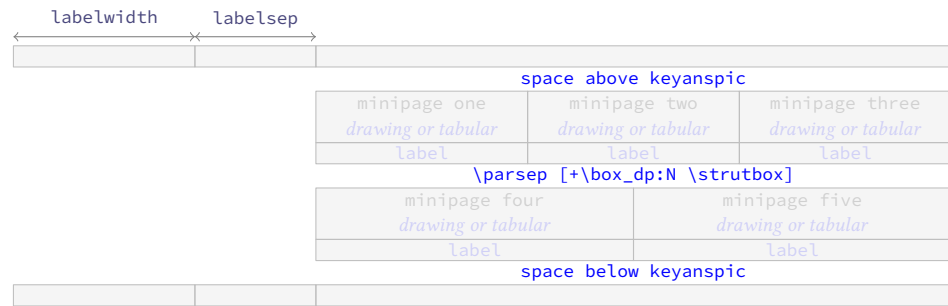 labelwidth labelsep
space above keyanspic
minipage one minipage two minipage three
drawing or tabular drawing or tabular drawing or tabular
label label label
\parsep [+\box_dp:N \strutbox]
minipage four minipage five
drawing or tabular drawing or tabular
label label
space below keyanspic